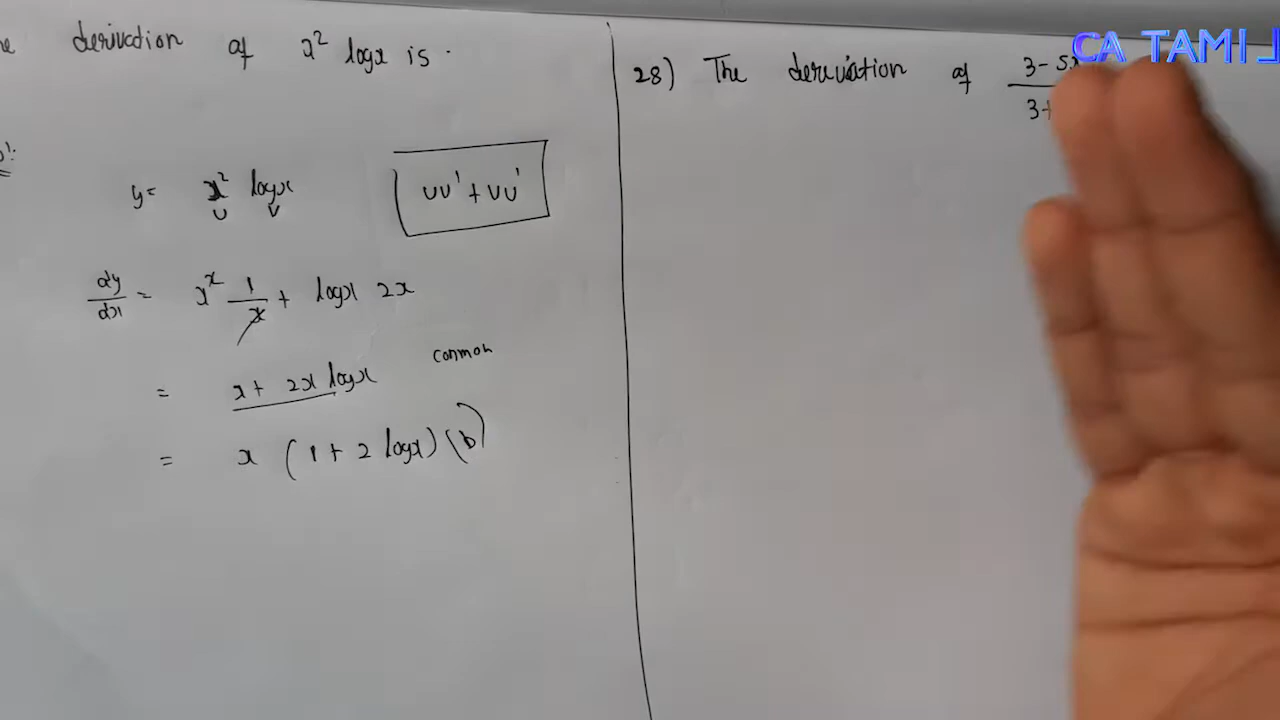 derivation of x² logx is.
y = x² logx
U V
UV' + VU'
dy/dx = x² 1/x + logx 2x
common
= x + 2x logx
= x (1 + 2 logx) (b)
28) The derivation of 3 - 5x / 3+
CA TAMIL